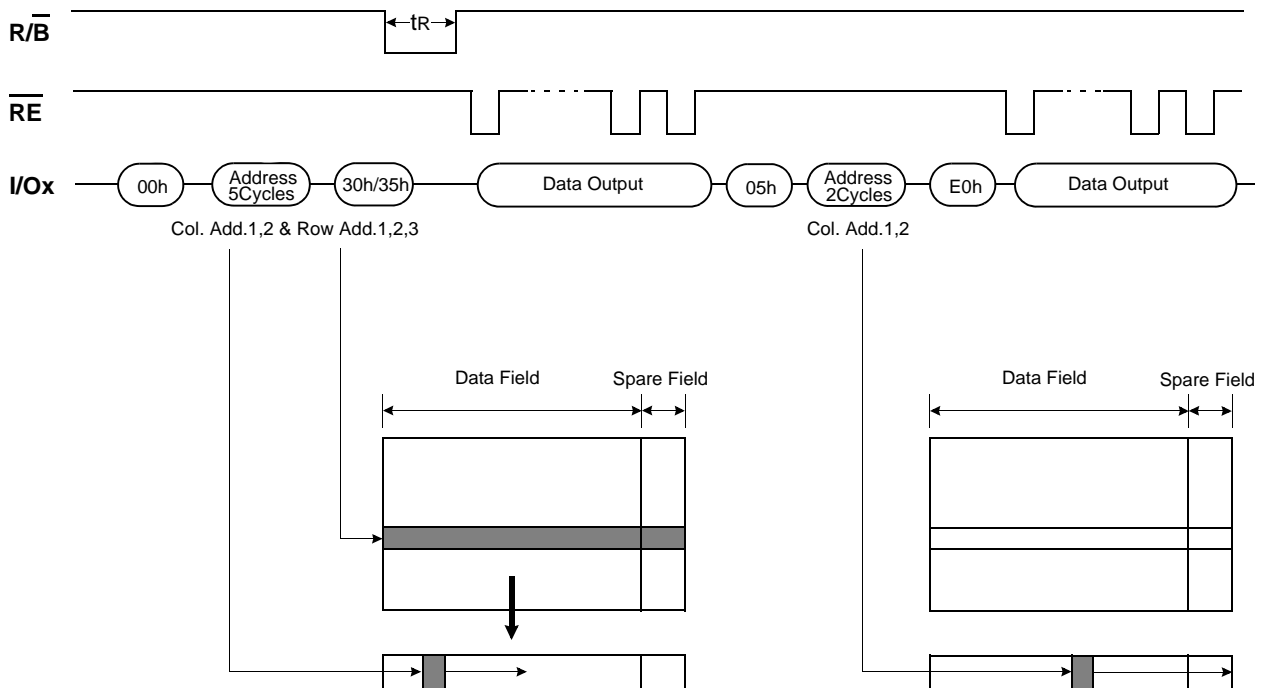 R/B
tR
RE
I/Ox
00h
Address
5Cycles
30h/35h
Data Output
05h
Address
2Cycles
E0h
Data Output
Col. Add.1,2 & Row Add.1,2,3
Col. Add.1,2
Data Field
Spare Field
Data Field
Spare Field